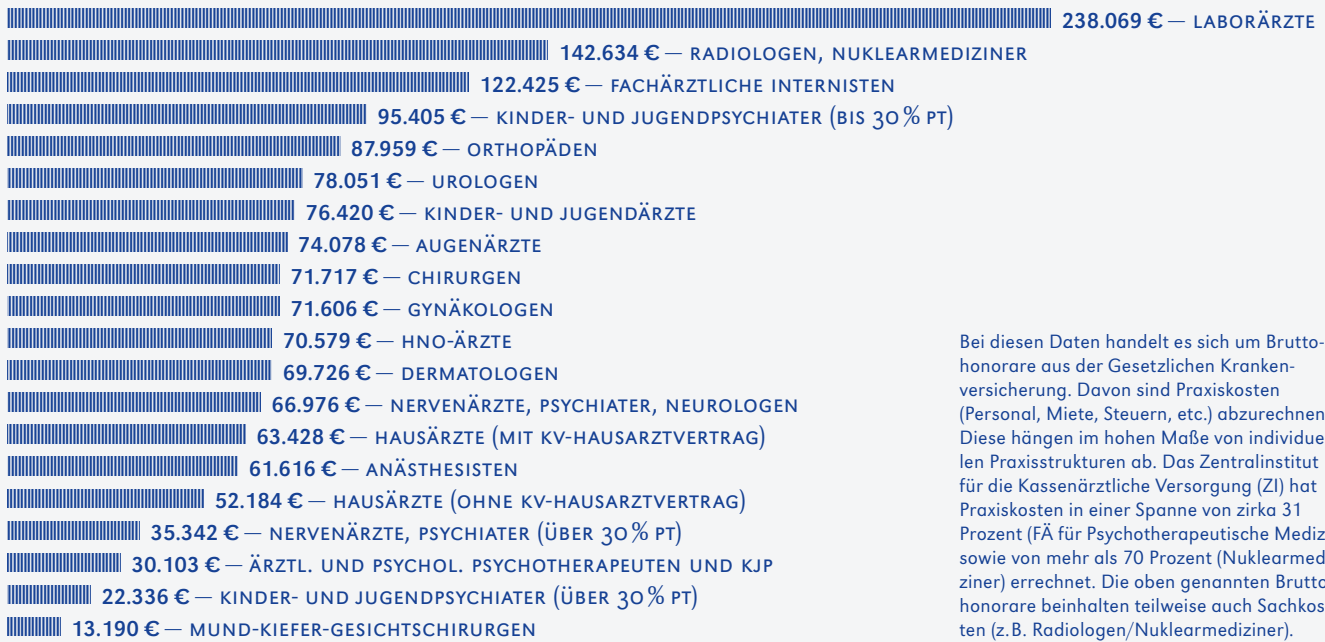 238.069 € — LABORÄRZTE
142.634 € — RADIOLOGEN, NUKLEARMEDIZINER
122.425 € — FACHÄRZTLICHE INTERNISTEN
95.405 € — KINDER- UND JUGENDPSYCHIATER (BIS 30 % PT)
87.959 € — ORTHOPÄDEN
78.051 € — UROLOGEN
76.420 € — KINDER- UND JUGENDÄRZTE
74.078 € — AUGENÄRZTE
71.717 € — CHIRURGEN
71.606 € — GYNÄKOLOGEN
70.579 € — HNO-ÄRZTE
69.726 € — DERMATOLOGEN
66.976 € — NERVENÄRZTE, PSYCHIATER, NEUROLOGEN
63.428 € — HAUSÄRZTE (MIT KV-HAUSARZTVERTRAG)
61.616 € — ANÄSTHESISTEN
52.184 € — HAUSÄRZTE (OHNE KV-HAUSARZTVERTRAG)
35.342 € — NERVENÄRZTE, PSYCHIATER (ÜBER 30 % PT)
30.103 € — ÄRZTL. UND PSYCHOL. PSYCHOTHERAPEUTEN UND KJP
22.336 € — KINDER- UND JUGENDPSYCHIATER (ÜBER 30 % PT)
13.190 € — MUND-KIEFER-GESICHTSCHIRURGEN
Bei diesen Daten handelt es sich um Brutto-
honorare aus der Gesetzlichen Kranken-
versicherung. Davon sind Praxiskosten
(Personal, Miete, Steuern, etc.) abzurechnen
Diese hängen im hohen Maße von individue
len Praxisstrukturen ab. Das Zentralinstitut
für die Kassenärztliche Versorgung (ZI) hat
Praxiskosten in einer Spanne von zirka 31
Prozent (FÄ für Psychotherapeutische Mediz
sowie von mehr als 70 Prozent (Nuklearmed
ziner) errechnet. Die oben genannten Brutto
honorare beinhalten teilweise auch Sachkos
ten (z.B. Radiologen/Nuklearmediziner).